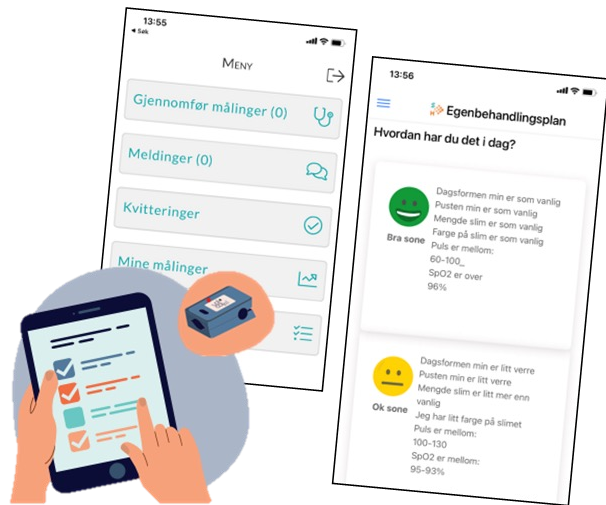 13:55
◂ Søk
MENY
Gjennomfør målinger (0)
Meldinger (0)
Kvitteringer
Mine målinger
13:56
Egenbehandlingsplan
Hvordan har du det i dag?
Bra sone
Dagsformen min er som vanlig
Pusten min er som vanlig
Mengde slim er som vanlig
Farge på slim er som vanlig
Puls er mellom:
60-100_
SpO2 er over
96%
Ok sone
Dagsformen min er litt verre
Pusten min er litt verre
Mengde slim er litt mer enn
vanlig
Jeg har litt farge på slimet
Puls er mellom:
100-130
SpO2 er mellom:
95-93%